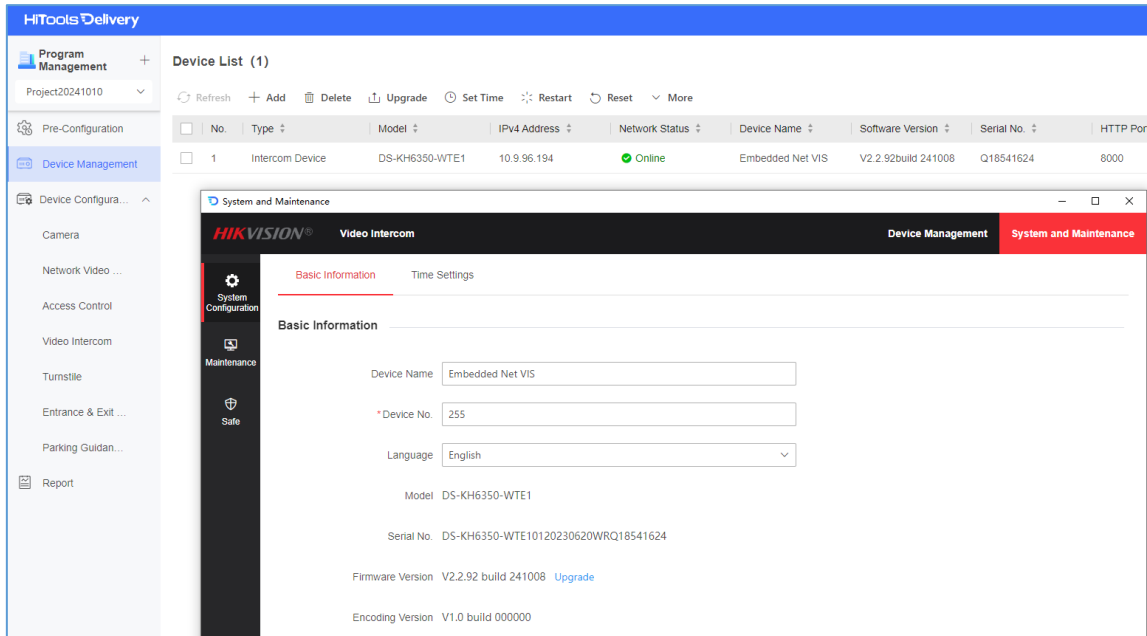 HiTools Delivery
Program Management
Project20241010
Pre-Configuration
Device Management
Device Configura...
Camera
Network Video ...
Access Control
Video Intercom
Turnstile
Entrance & Exit ...
Parking Guidan...
Report
Device List (1)
Refresh Add Delete Upgrade Set Time Restart Reset More
No. Type Model IPv4 Address Network Status Device Name Software Version Serial No. HTTP Por
1 Intercom Device DS-KH6350-WTE1 10.9.96.194 Online Embedded Net VIS V2.2.92build 241008 Q18541624 8000
System and Maintenance
HIKVISION® Video Intercom Device Management System and Maintenance
System Configuration
Maintenance
Safe
Basic Information Time Settings
Basic Information
Device Name Embedded Net VIS
*Device No. 255
Language English
Model DS-KH6350-WTE1
Serial No. DS-KH6350-WTE10120230620WRQ18541624
Firmware Version V2.2.92 build 241008 Upgrade
Encoding Version V1.0 build 000000